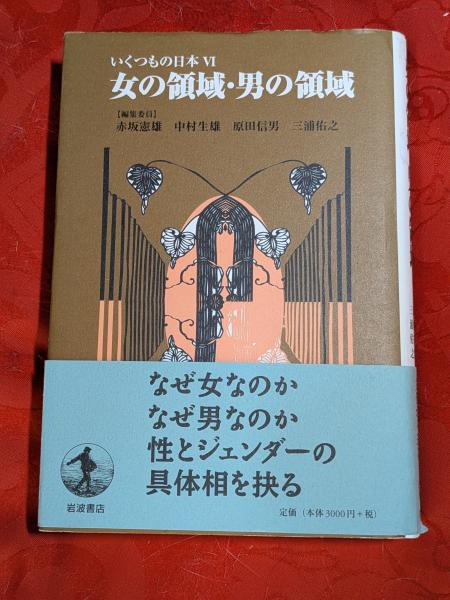 いくつもの日本 VI
女の領域・男の領域
【編集委員】
赤坂憲雄 中村生雄 原田信男 三浦佑之
なぜ女なのか
なぜ男なのか
性とジェンダーの
具体相を抉る
岩波書店
定価（本体3000円+税）